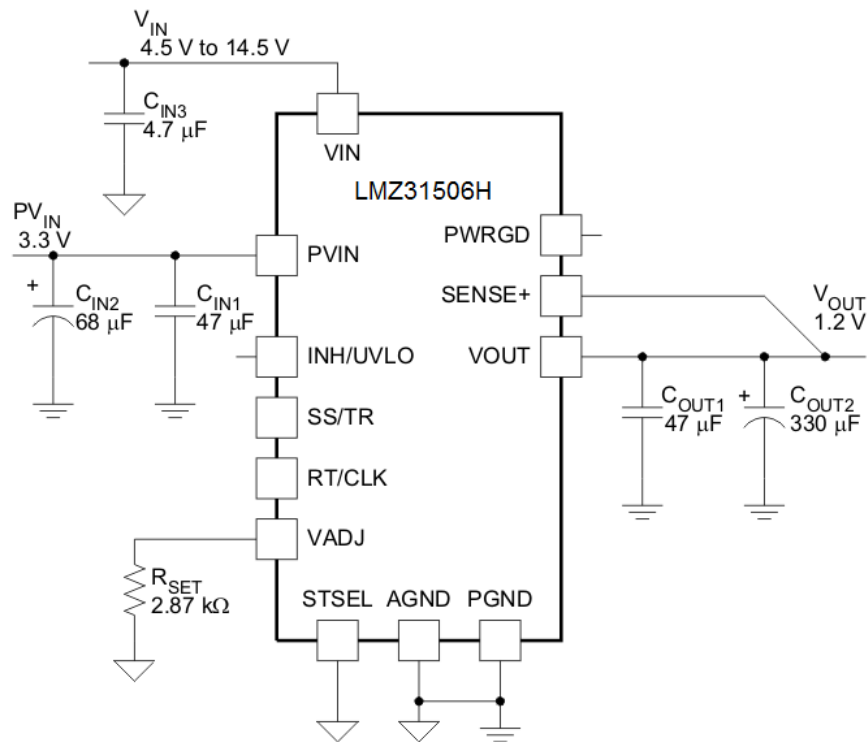 VIN
4.5 V to 14.5 V
CIN3
4.7 μF
VIN
LMZ31506H
PVIN
3.3 V
PVIN
PWRGD
+
CIN2
68 μF
CIN1
47 μF
SENSE+
VOUT
1.2 V
INH/UVLO
VOUT
SS/TR
COUT1
47 μF
+
COUT2
330 μF
RT/CLK
VADJ
RSET
2.87 kΩ
STSEL
AGND
PGND